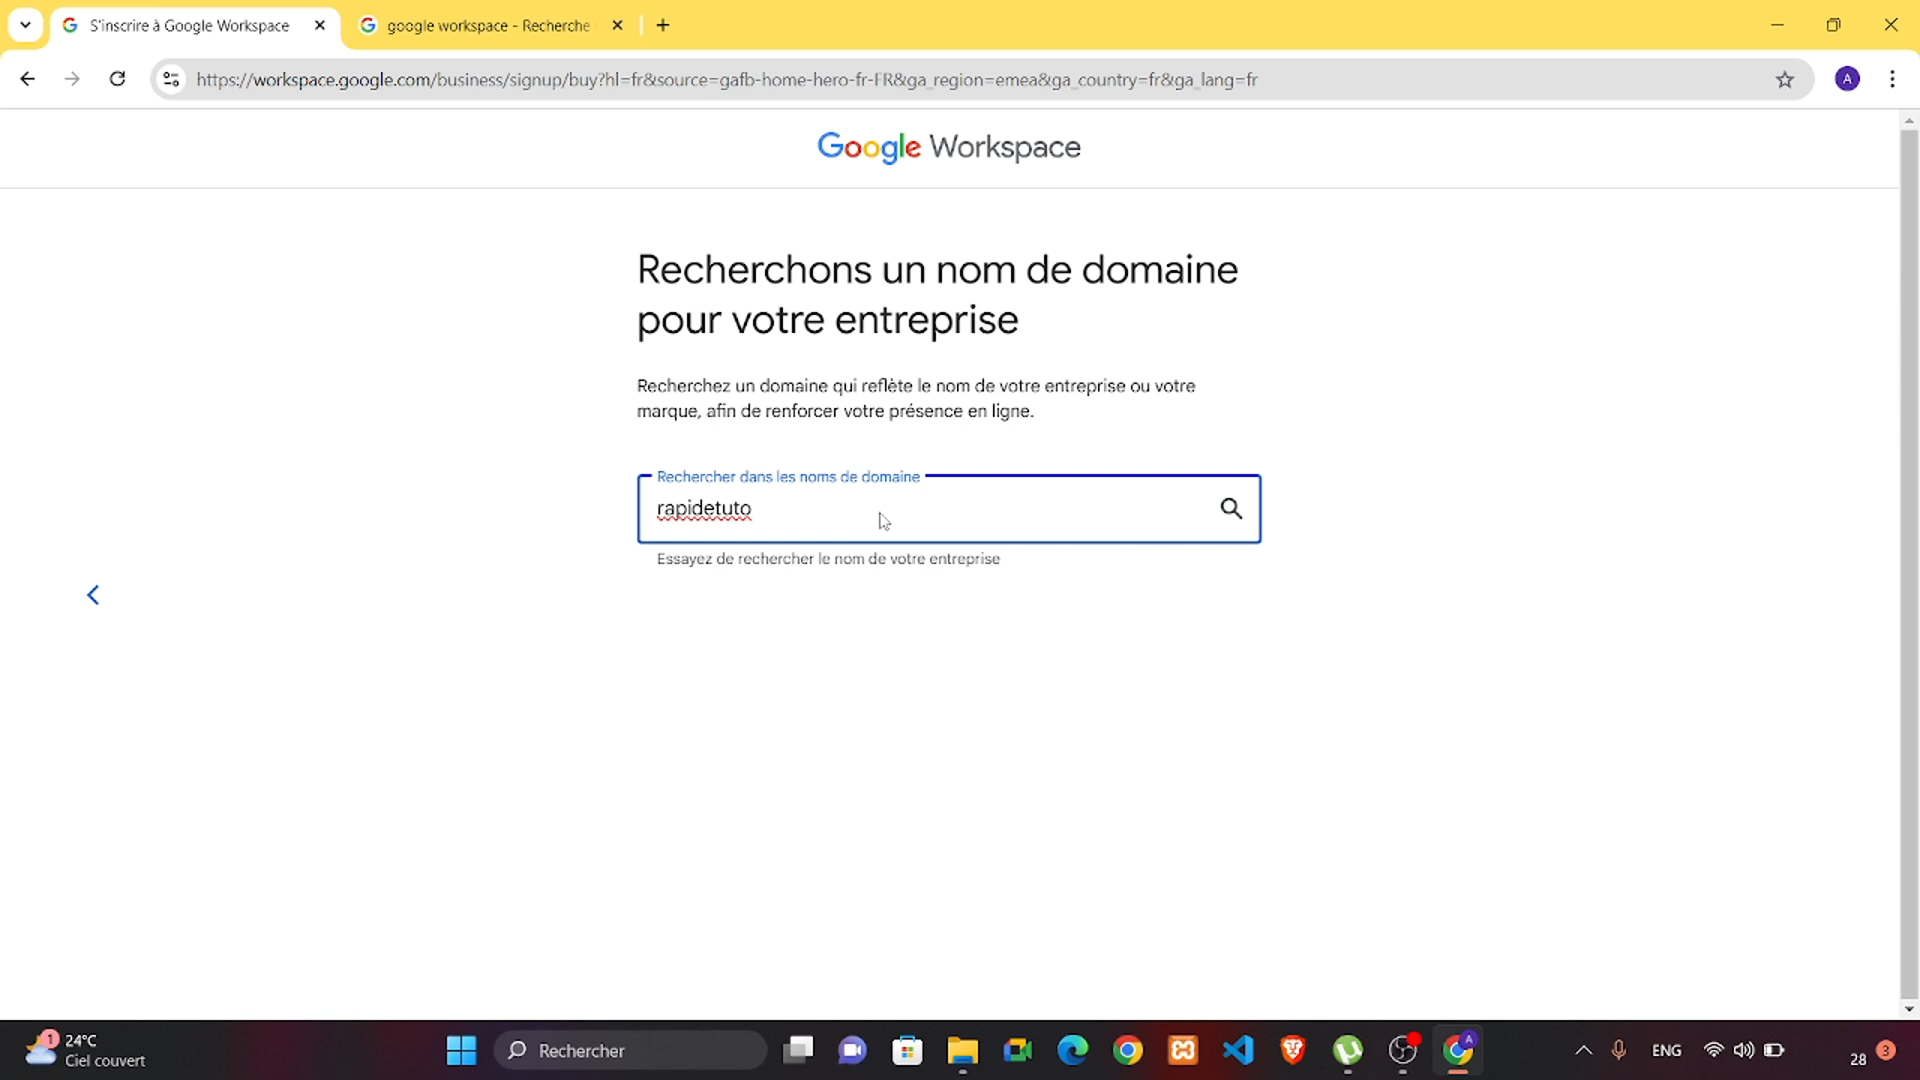 S'inscrire à Google Workspace
google workspace - Recherche
https://workspace.google.com/business/signup/buy?hl=fr&source=gafb-home-hero-fr-FR&ga_region=emea&ga_country=fr&ga_lang=fr
A
Google Workspace
Recherchons un nom de domaine
pour votre entreprise
Recherchez un domaine qui reflète le nom de votre entreprise ou votre
marque, afin de renforcer votre présence en ligne.
Rechercher dans les noms de domaine
rapidetuto
Essayez de rechercher le nom de votre entreprise
1
24°C
Ciel couvert
Rechercher
A
ENG
28
3